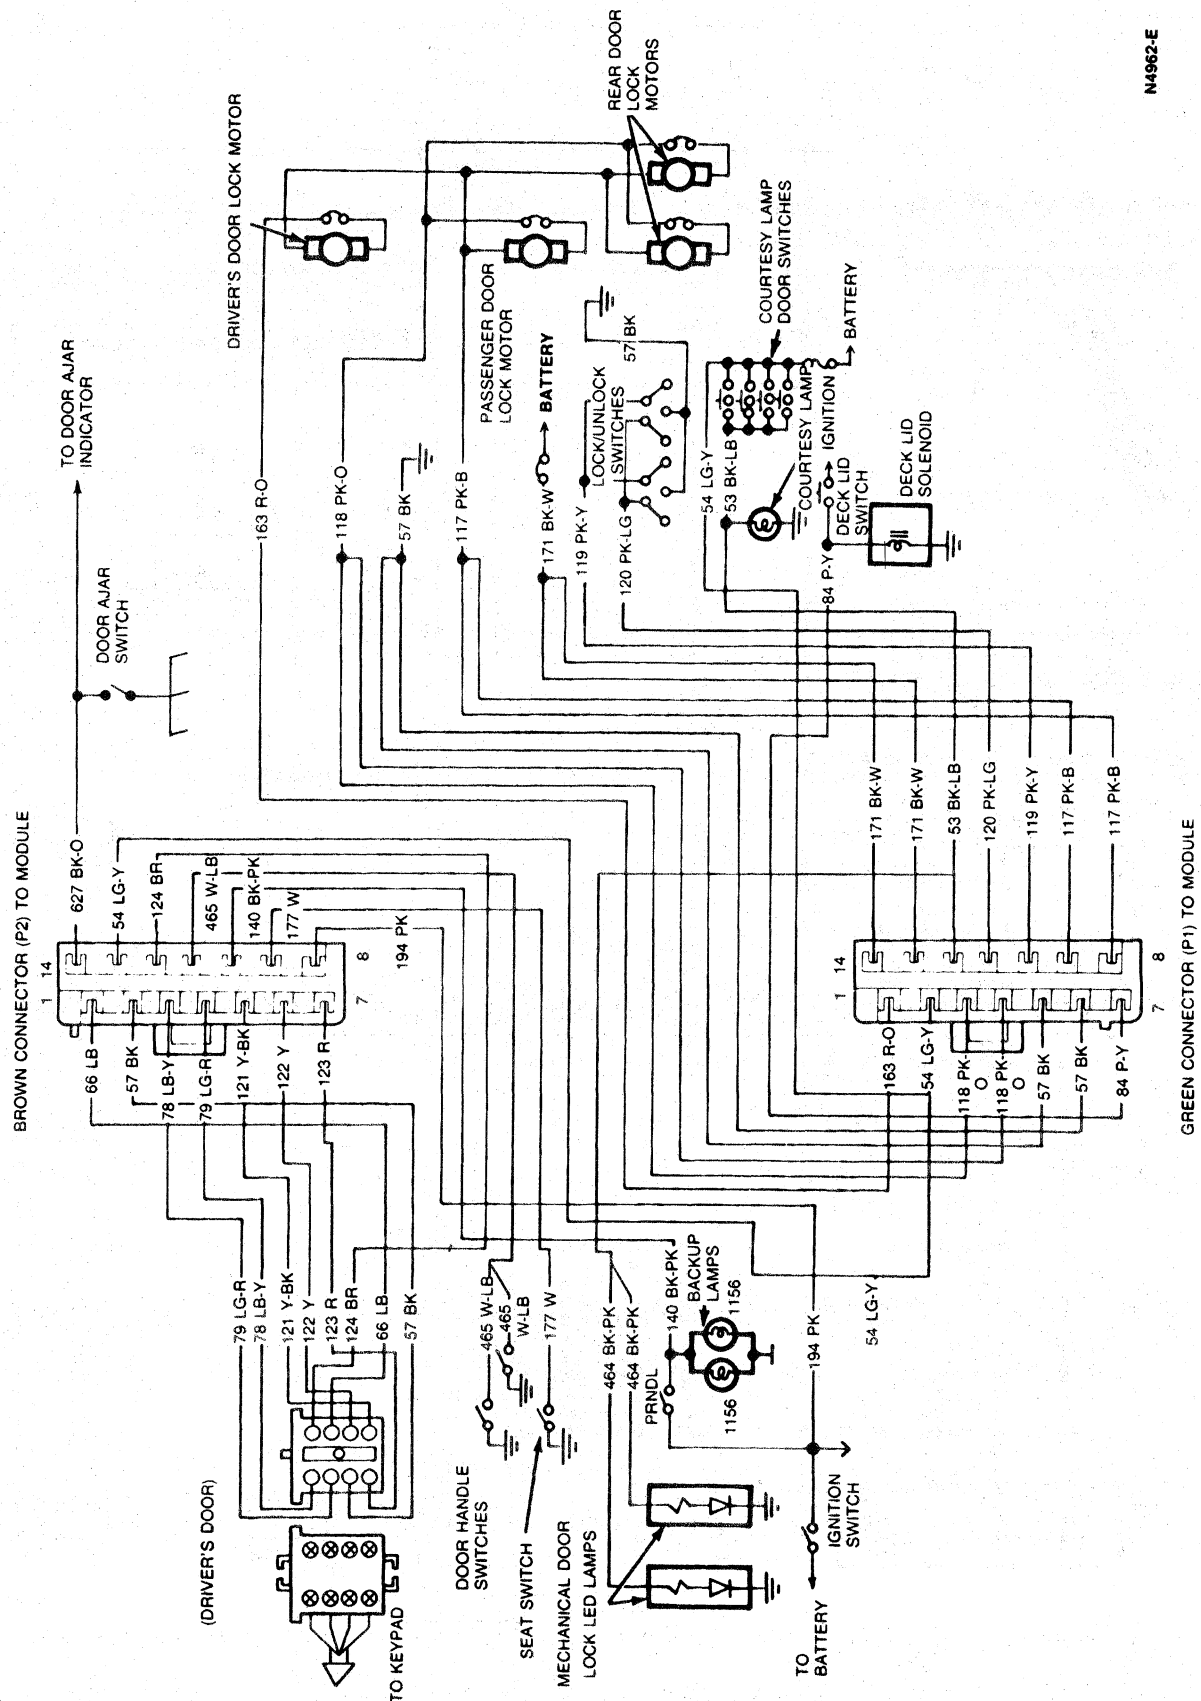 N4962-E
DRIVER'S DOOR LOCK MOTOR
REAR DOOR
LOCK
MOTORS
TO DOOR AJAR
INDICATOR
PASSENGER DOOR
LOCK MOTOR
COURTESY LAMP
DOOR SWITCHES
BATTERY
BATTERY
57 BK
LOCK/UNLOCK
SWITCHES
COURTESY LAMP
IGNITION
DECK LID
SWITCH
DECK LID
SOLENOID
DOOR AJAR
SWITCH
163 R-O
118 PK-O
57 BK
117 PK-B
171 BK-W
119 PK-Y
120 PK-LG
54 LG-Y
53 BK-LB
84 P-Y
BROWN CONNECTOR (P2) TO MODULE
627 BK-O
54 LG-Y
124 BR
465 W-LB
140 BK-PK
177 W
194 PK
14
8
1
7
66 LB
57 BK
78 LB-Y
79 LG-R
121 Y-BK
122 Y
123 R
171 BK-W
171 BK-W
53 BK-LB
120 PK-LG
119 PK-Y
117 PK-B
117 PK-B
14
8
1
7
163 R-O
54 LG-Y
118 PK-
O
118 PK-
O
57 BK
57 BK
84 P-Y
GREEN CONNECTOR (P1) TO MODULE
79 LG-R
78 LB-Y
121 Y-BK
122 Y
123 R
124 BR
66 LB
57 BK
465 W-LB
465
W-LB
177 W
464 BK-PK
464 BK-PK
140 BK-PK
BACKUP
LAMPS
1156
1156
PRNDL
194 PK
54 LG-Y
(DRIVER'S DOOR)
TO KEYPAD
DOOR HANDLE
SWITCHES
SEAT SWITCH
MECHANICAL DOOR
LOCK LED LAMPS
IGNITION
SWITCH
TO
BATTERY